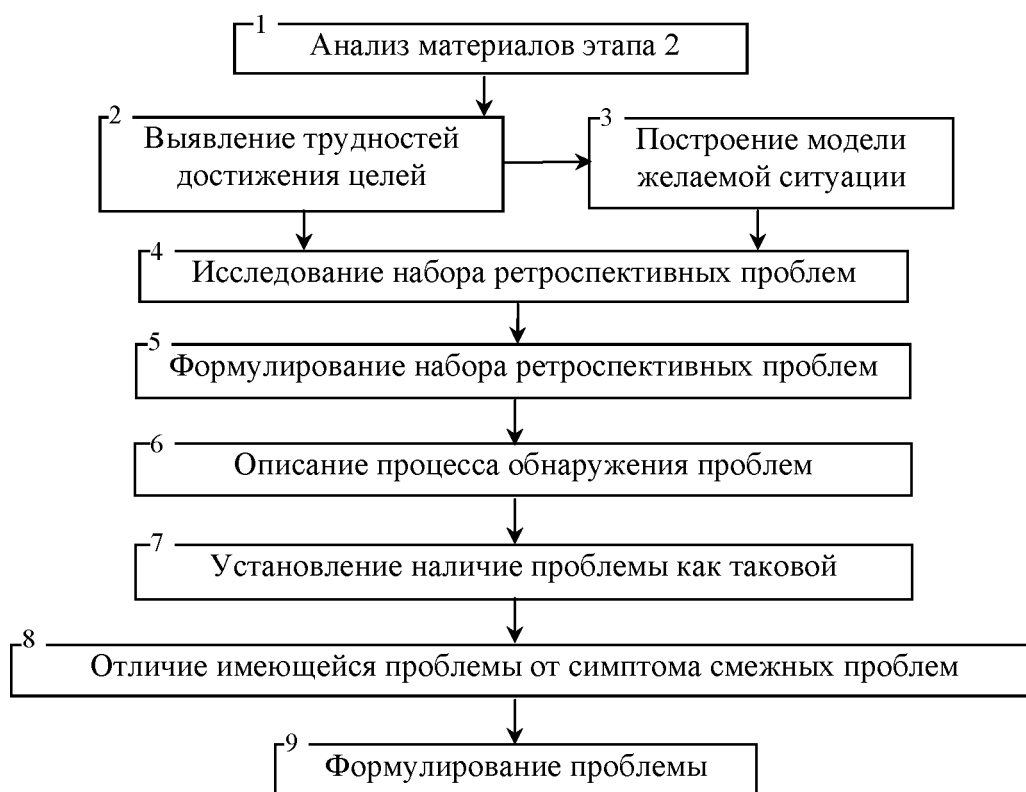 1
Анализ материалов этапа 2
2
Выявление трудностей
достижения целей
3
Построение модели
желаемой ситуации
4
Исследование набора ретроспективных проблем
5
Формулирование набора ретроспективных проблем
6
Описание процесса обнаружения проблем
7
Установление наличие проблемы как таковой
8
Отличие имеющейся проблемы от симптома смежных проблем
9
Формулирование проблемы